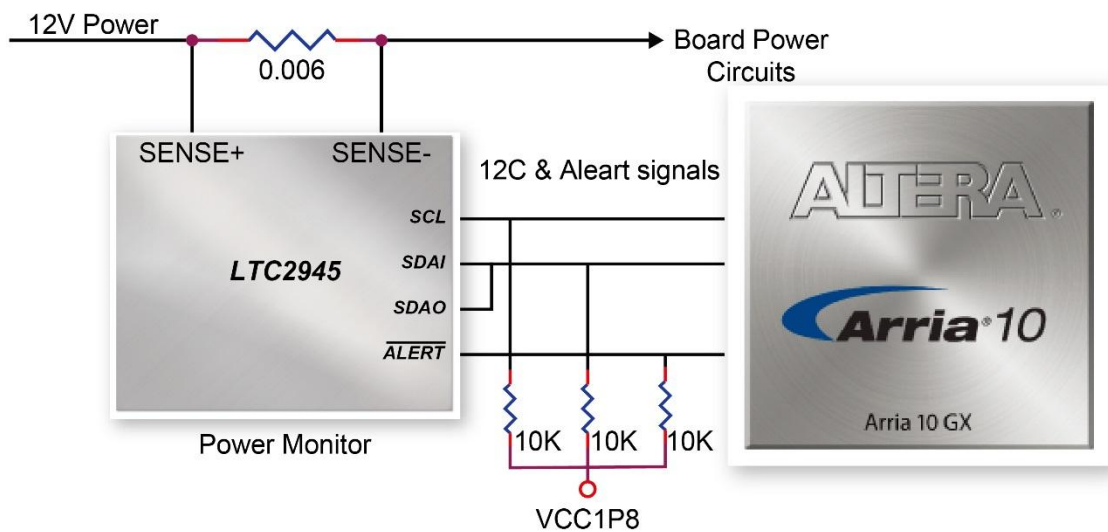 12V Power
0.006
Board Power
Circuits
SENSE+
SENSE-
12C & Aleart signals
SCL
LTC2945
SDAI
SDAO
ALERT
Power Monitor
10K
10K
10K
VCC1P8
ALTERA®
Arria® 10
Arria 10 GX